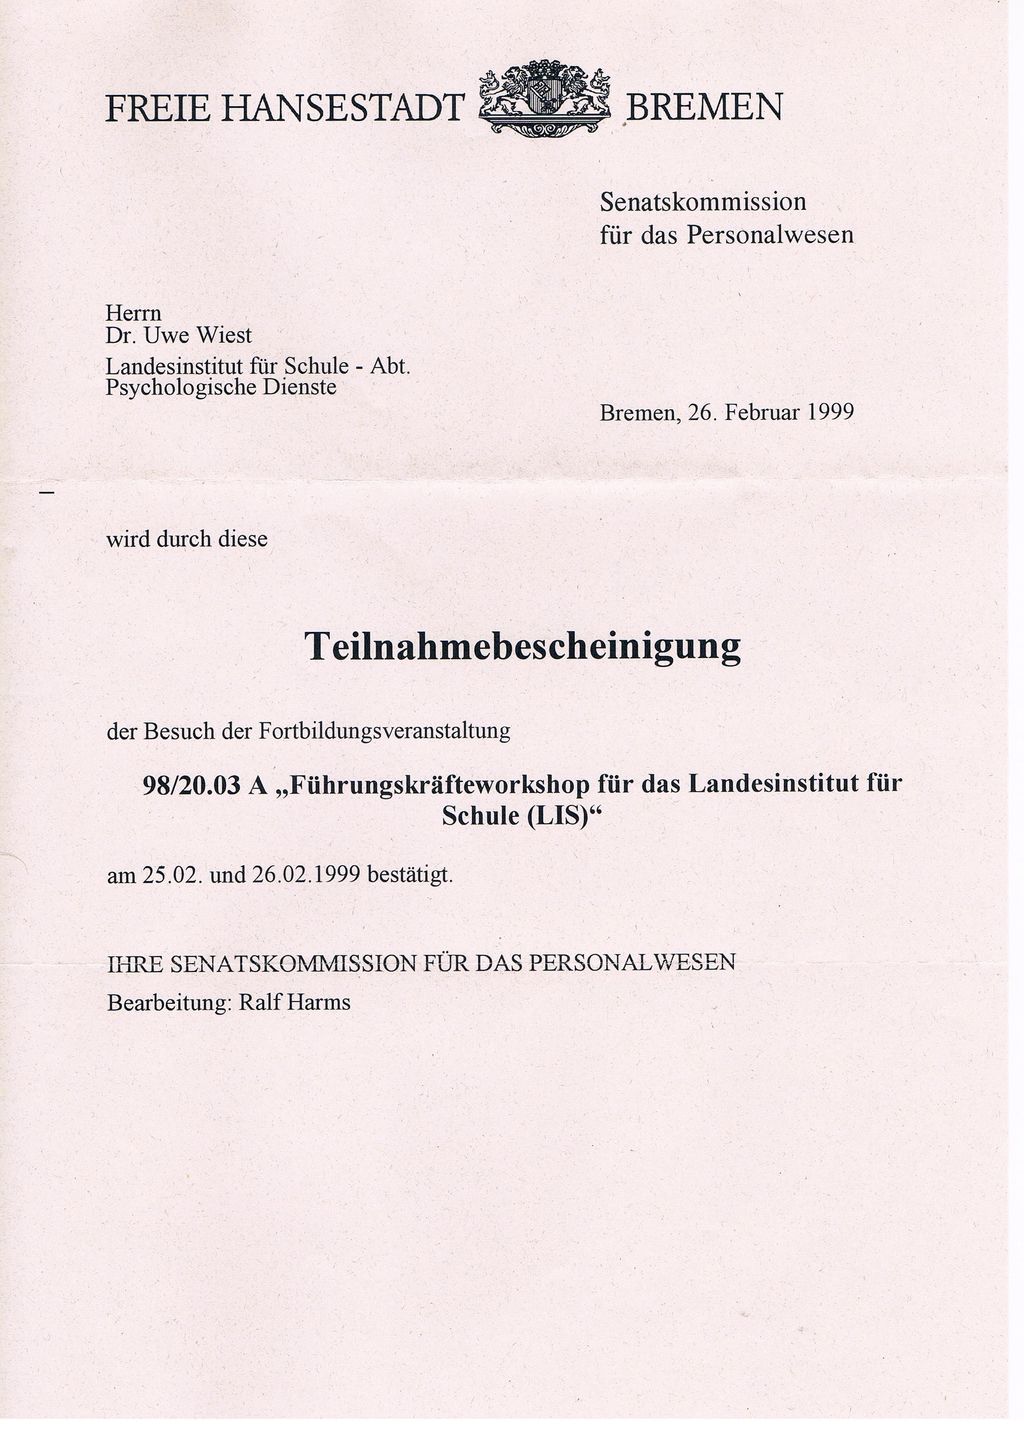 FREIE HANSESTADT BREMEN
Senatskommission
für das Personalwesen
Herrn
Dr. Uwe Wiest
Landesinstitut für Schule - Abt.
Psychologische Dienste
Bremen, 26. Februar 1999
wird durch diese
Teilnahmebescheinigung
der Besuch der Fortbildungsveranstaltung
98/20.03 A „Führungskräfteworkshop für das Landesinstitut für
Schule (LIS)“
am 25.02. und 26.02.1999 bestätigt.
IHRE SENATSKOMMISSION FÜR DAS PERSONALWESEN
Bearbeitung: Ralf Harms